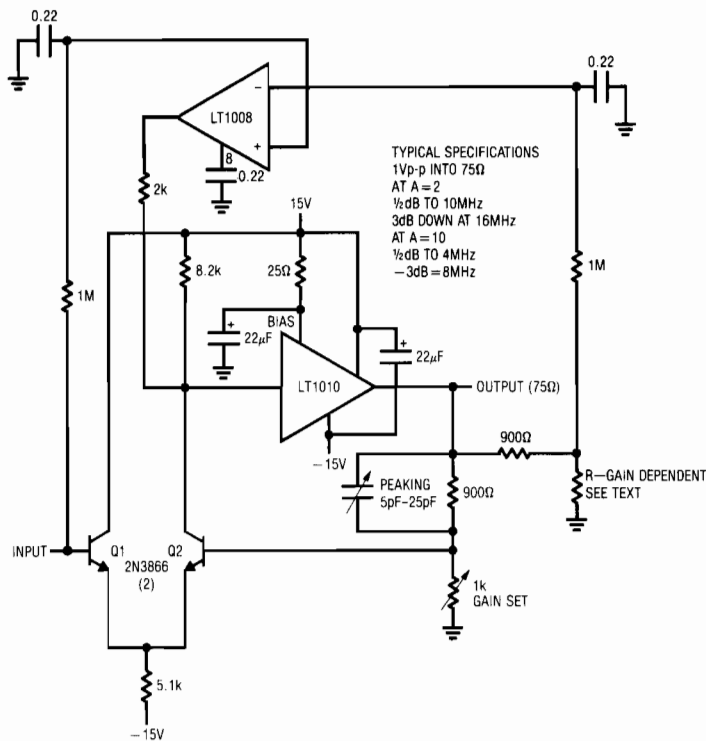 0.22
0.22
LT1008
−
+
8
0.22
2k
15V
TYPICAL SPECIFICATIONS
1Vp-p INTO 75Ω
AT A = 2
½dB TO 10MHz
3dB DOWN AT 16MHz
AT A = 10
½dB TO 4MHz
−3dB = 8MHz
1M
8.2k
25Ω
1M
BIAS
+
22µF
+
22µF
LT1010
OUTPUT (75Ω)
−15V
900Ω
PEAKING
5pF-25pF
900Ω
R—GAIN DEPENDENT
SEE TEXT
INPUT
Q1
Q2
2N3866
(2)
1k
GAIN SET
5.1k
−15V